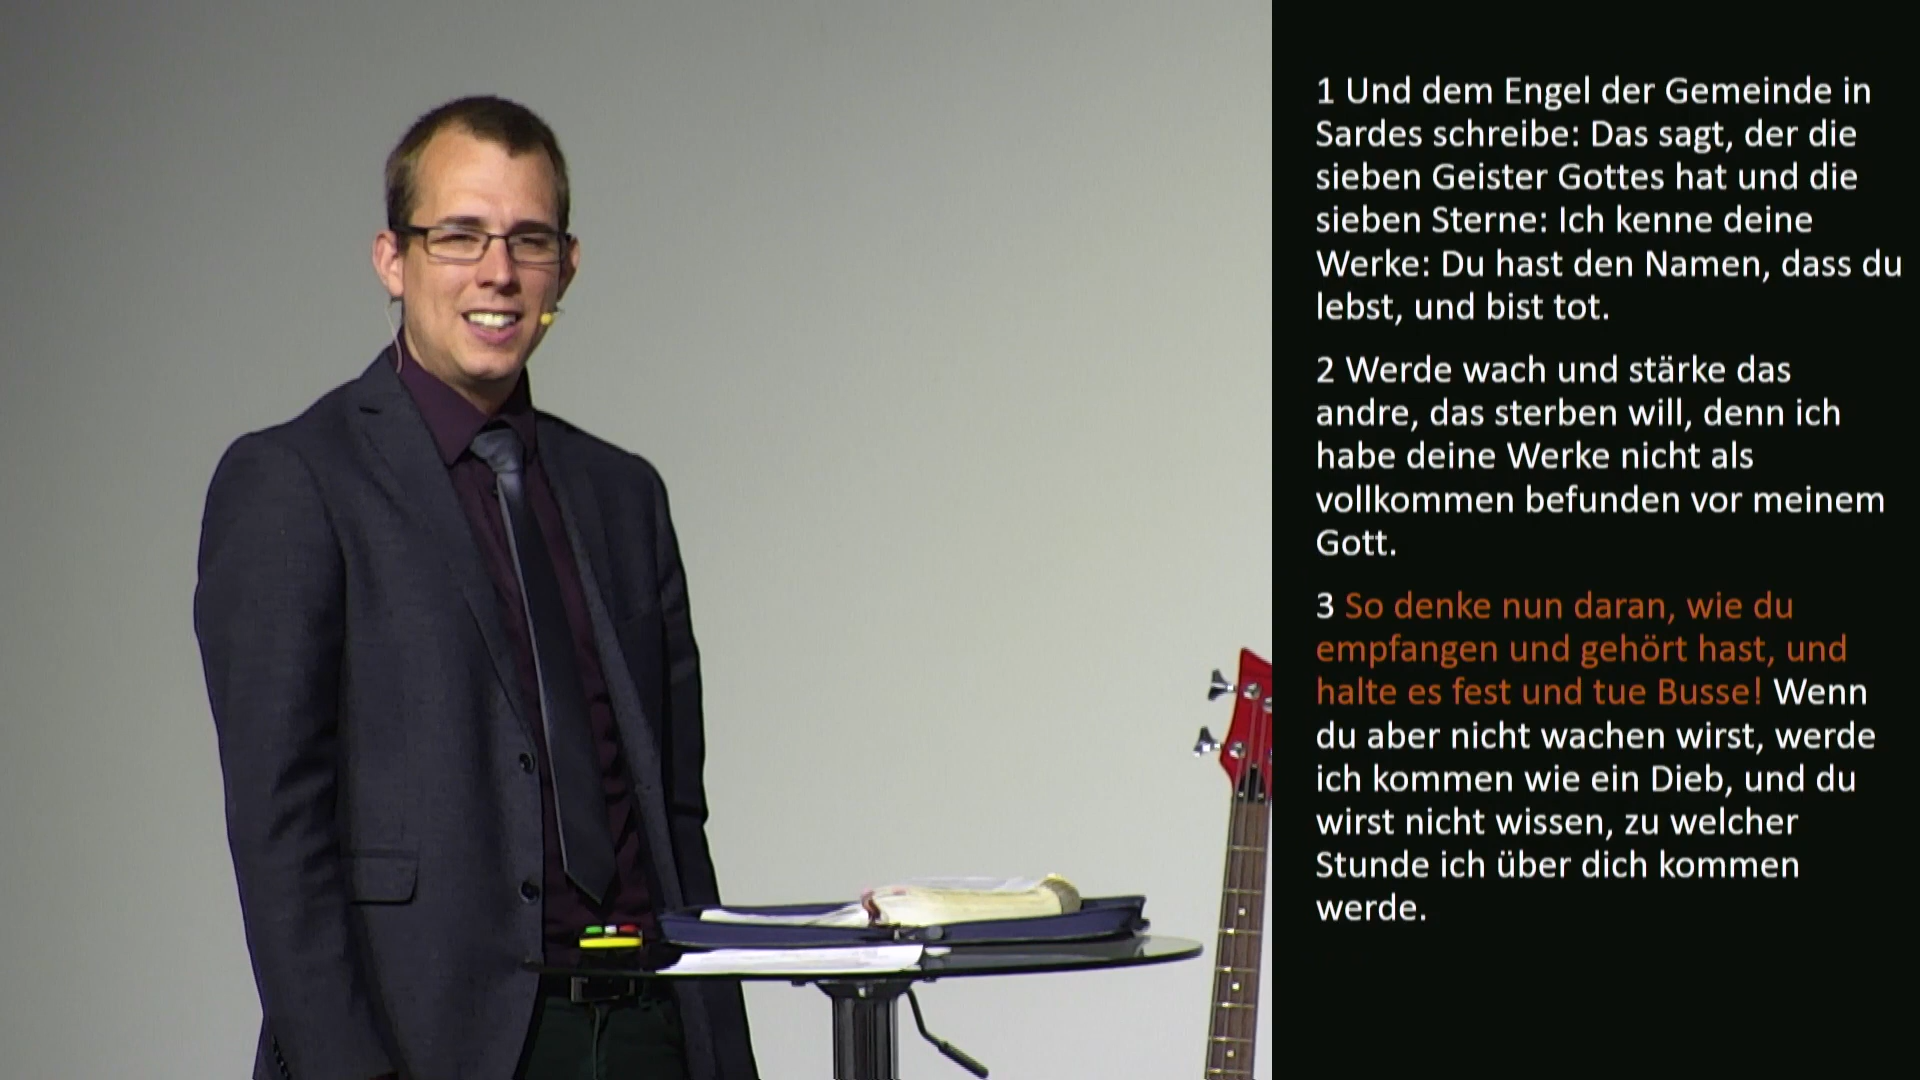 1 Und dem Engel der Gemeinde in
Sardes schreibe: Das sagt, der die
sieben Geister Gottes hat und die
sieben Sterne: Ich kenne deine
Werke: Du hast den Namen, dass du
lebst, und bist tot.
2 Werde wach und stärke das
andre, das sterben will, denn ich
habe deine Werke nicht als
vollkommen befunden vor meinem
Gott.
3 So denke nun daran, wie du
empfangen und gehört hast, und
halte es fest und tue Busse! Wenn
du aber nicht wachen wirst, werde
ich kommen wie ein Dieb, und du
wirst nicht wissen, zu welcher
Stunde ich über dich kommen
werde.